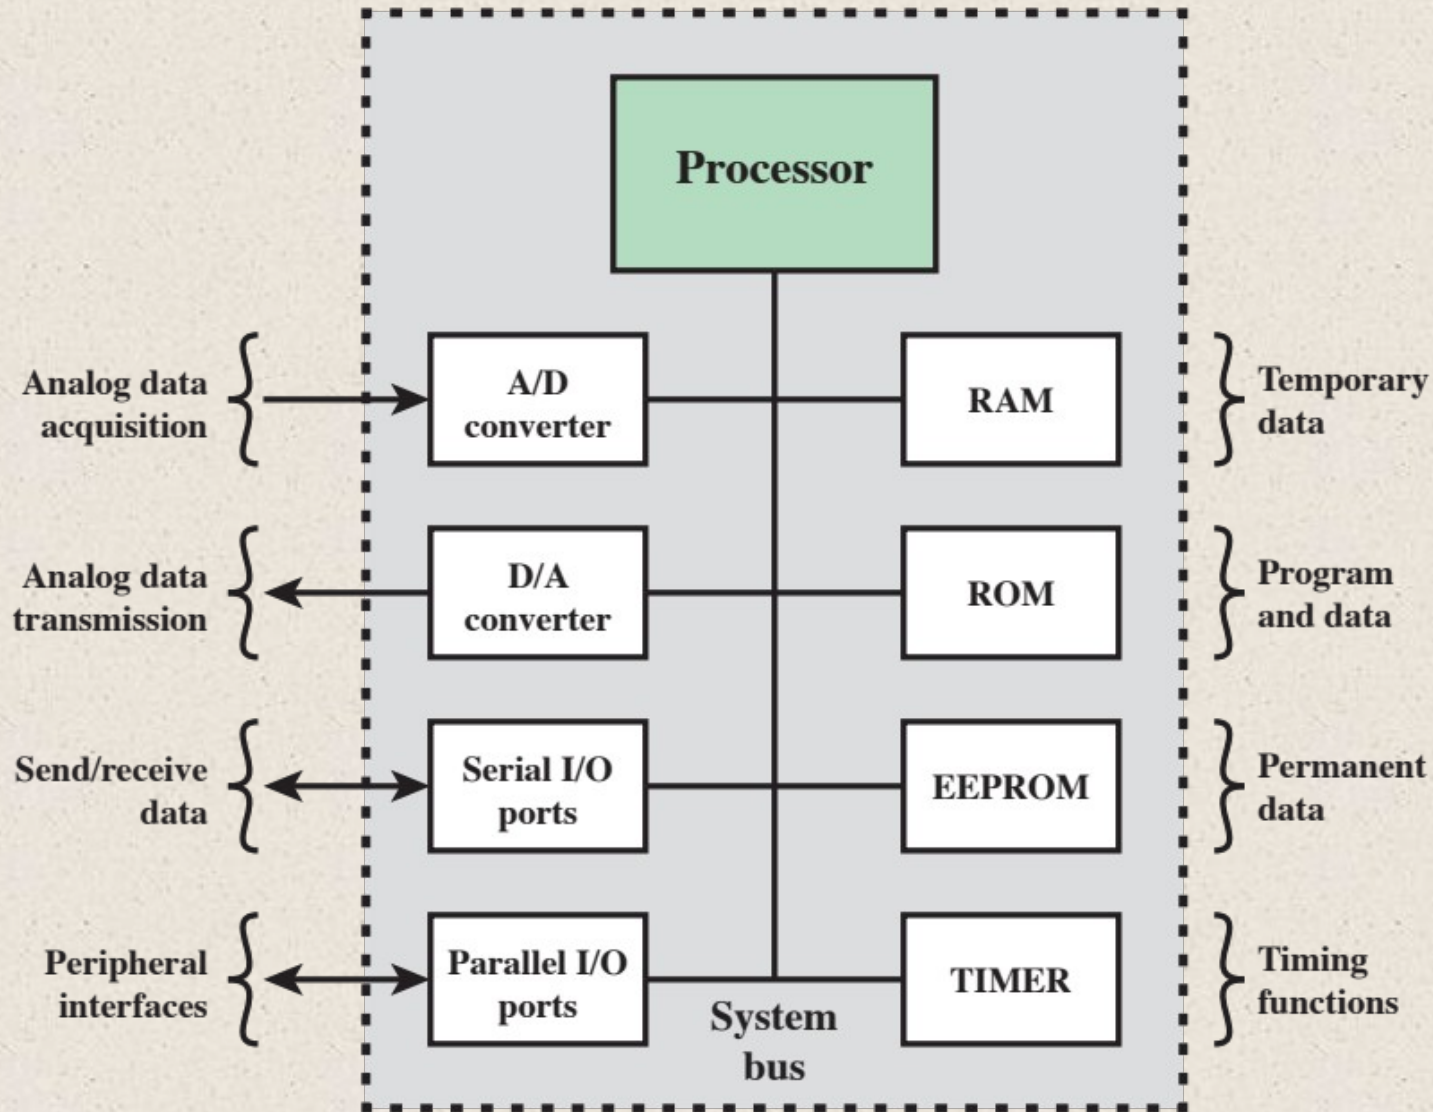 Processor
Analog data
acquisition
A/D
converter
RAM
Temporary
data
Analog data
transmission
D/A
converter
ROM
Program
and data
Send/receive
data
Serial I/O
ports
EEPROM
Permanent
data
Peripheral
interfaces
Parallel I/O
ports
TIMER
Timing
functions
System
bus